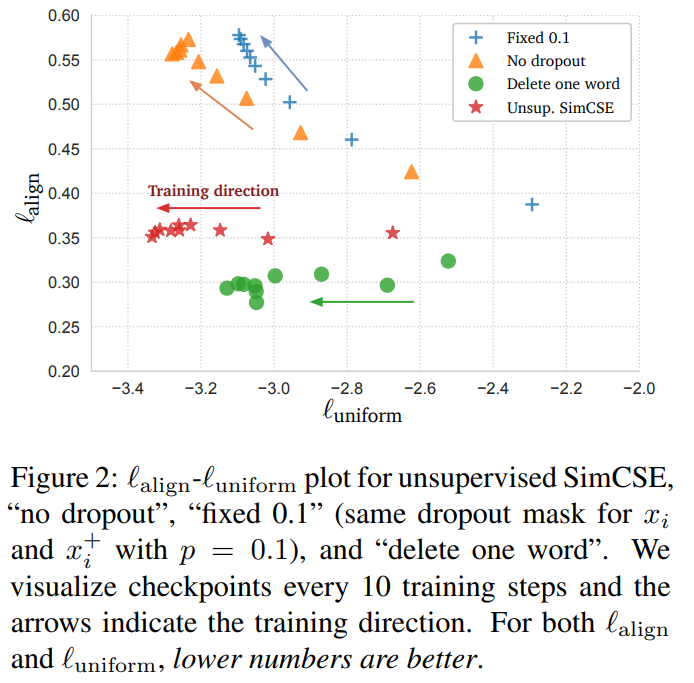 0.60
0.55
0.50
0.45
0.40
0.35
0.30
0.25
0.20
ℓalign
Fixed 0.1
No dropout
Delete one word
Unsup. SimCSE
Training direction
−3.4 −3.2 −3.0 −2.8 −2.6 −2.4 −2.2 −2.0
ℓuniform
Figure 2: ℓalign-ℓuniform plot for unsupervised SimCSE,
“no dropout”, “fixed 0.1” (same dropout mask for xᵢ
and xᵢ⁺ with p = 0.1), and “delete one word”. We
visualize checkpoints every 10 training steps and the
arrows indicate the training direction. For both ℓalign
and ℓuniform, lower numbers are better.